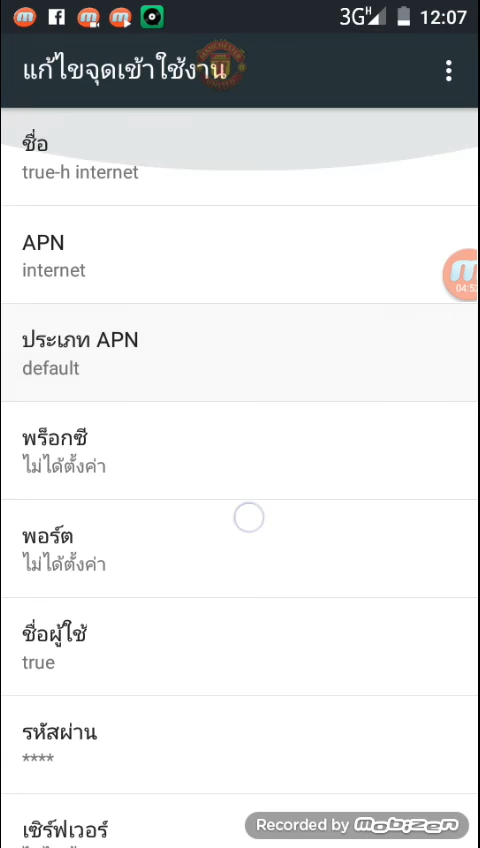 3G H 12:07
แก้ไขจุดเข้าใช้งาน
MANCHESTER
UNITED
ชื่อ
true-h internet
APN
internet
04:5
ประเภท APN
default
พร็อกซี
ไม่ได้ตั้งค่า
พอร์ต
ไม่ได้ตั้งค่า
ชื่อผู้ใช้
true
รหัสผ่าน
****
เซิร์ฟเวอร์
Recorded by mobizen